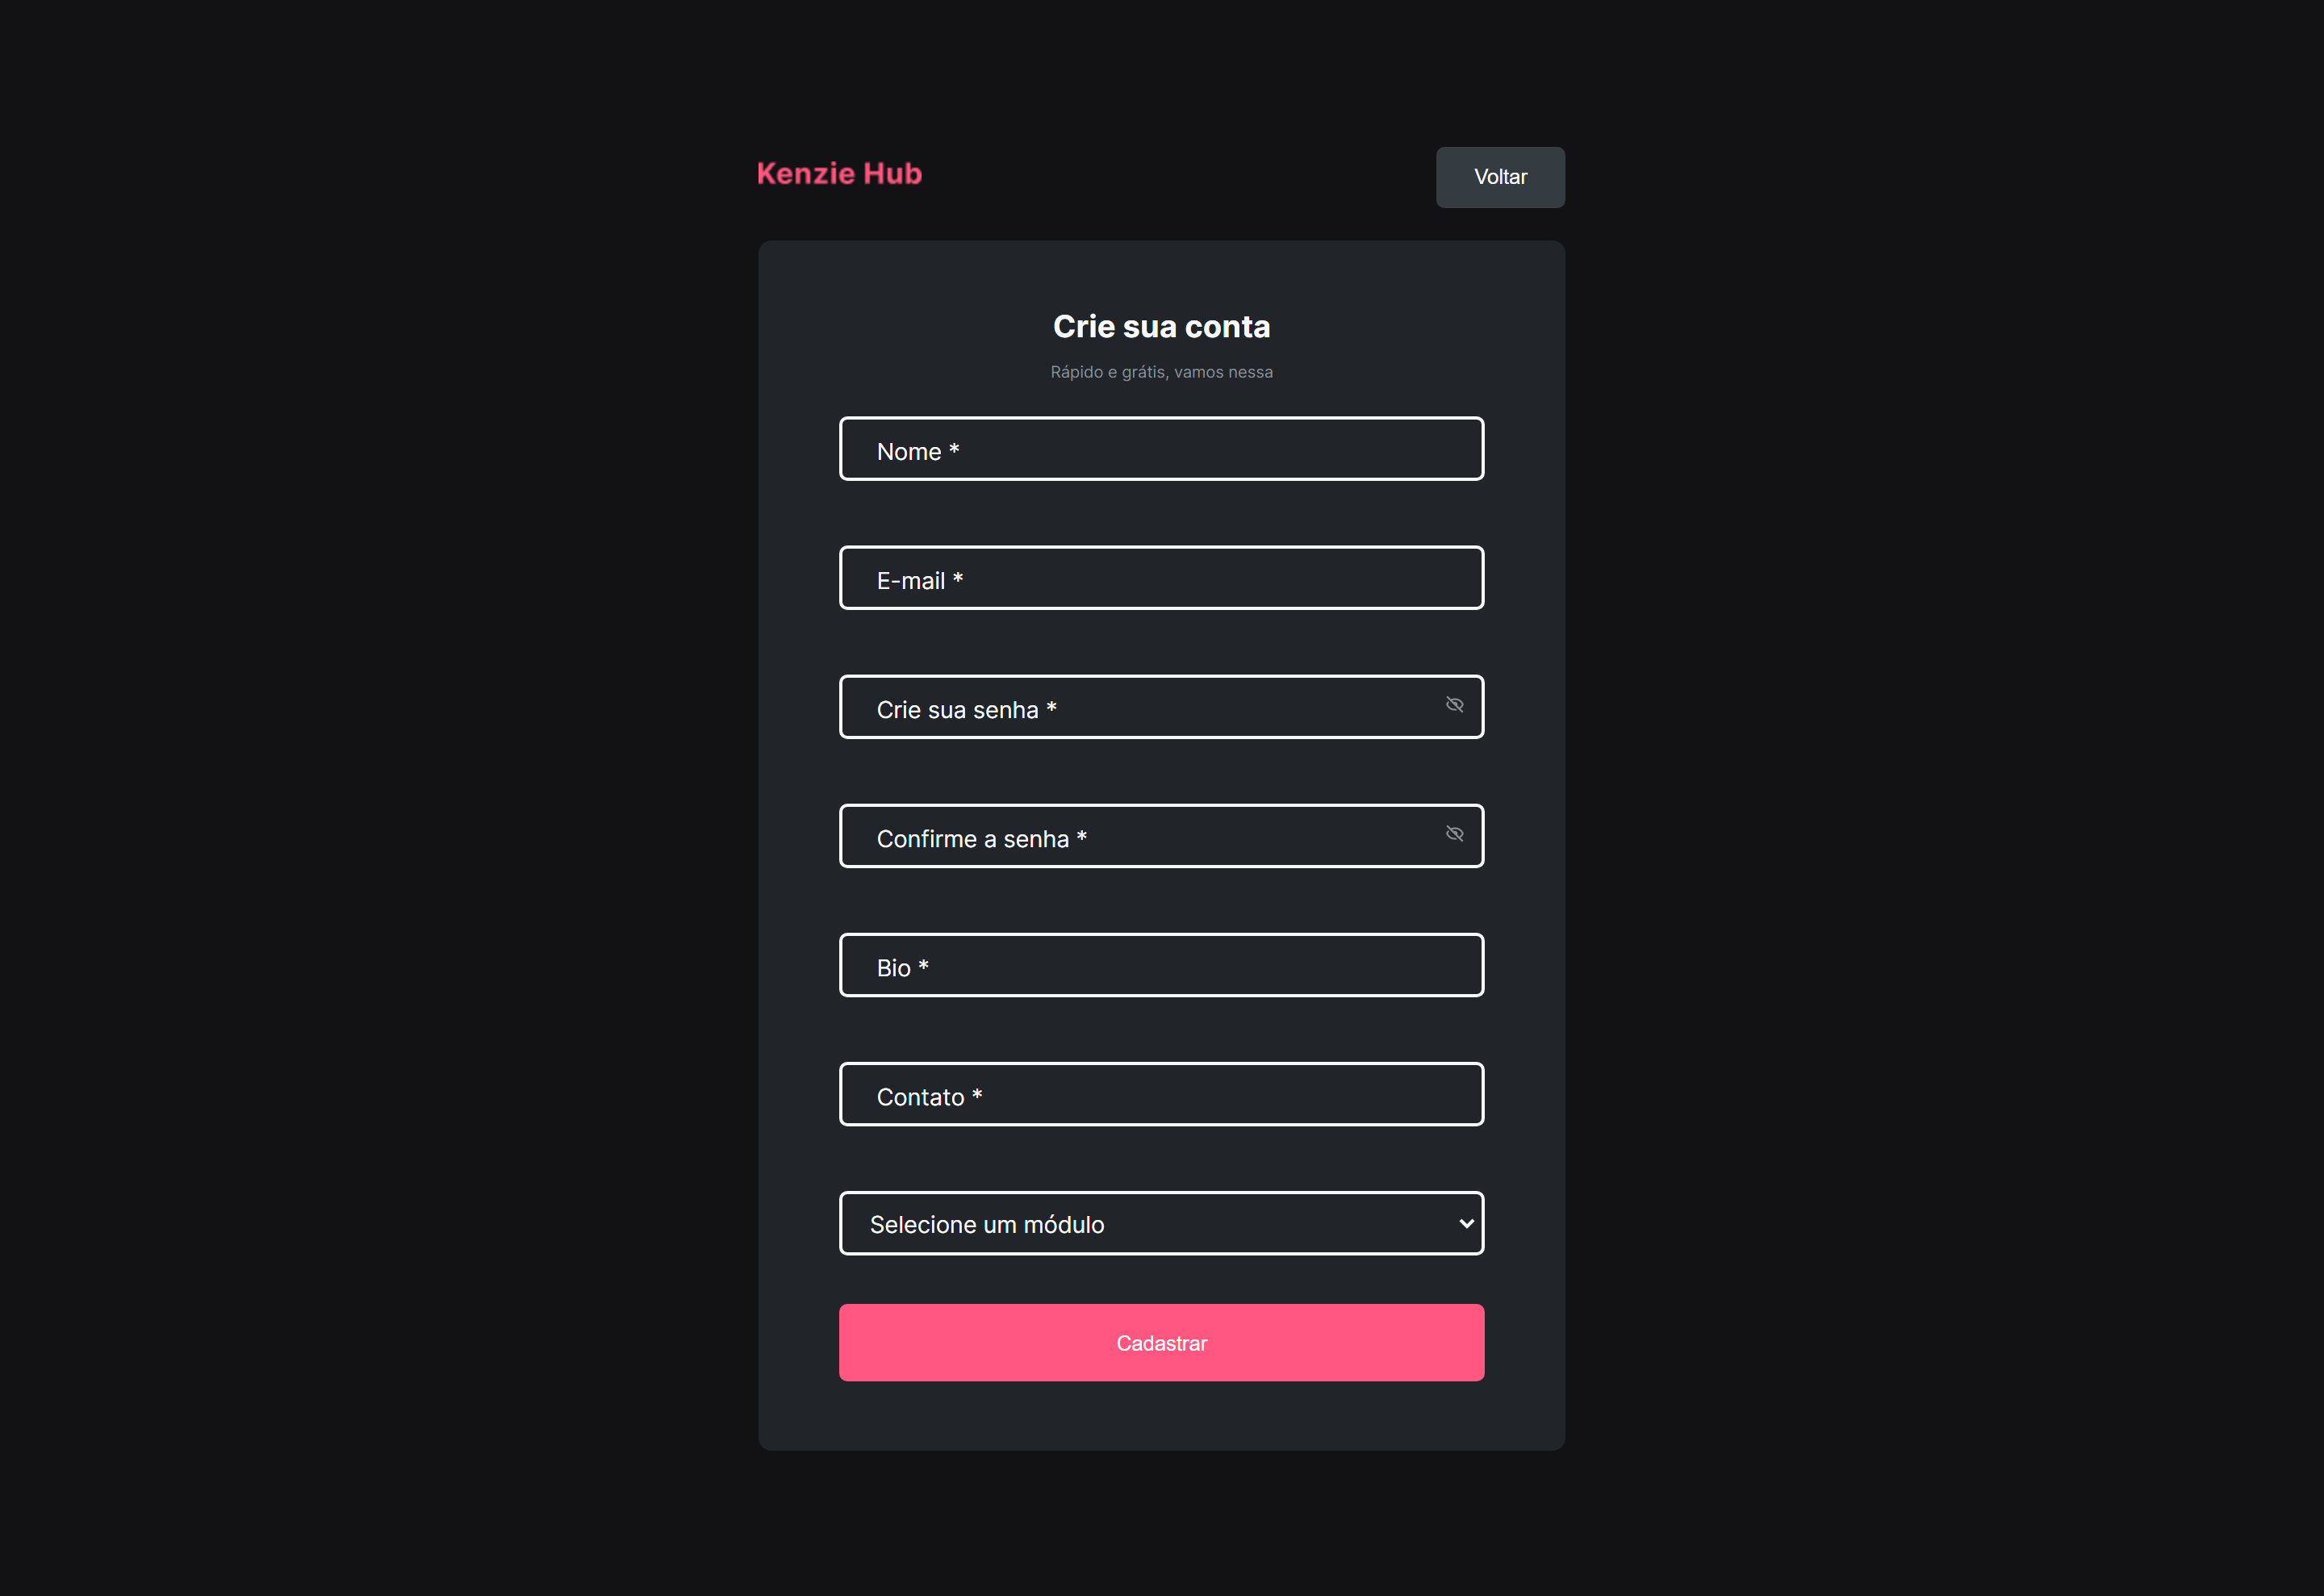 Kenzie Hub
Voltar
Crie sua conta
Rápido e grátis, vamos nessa
Nome *
E-mail *
Crie sua senha *
Confirme a senha *
Bio *
Contato *
Selecione um módulo
Cadastrar